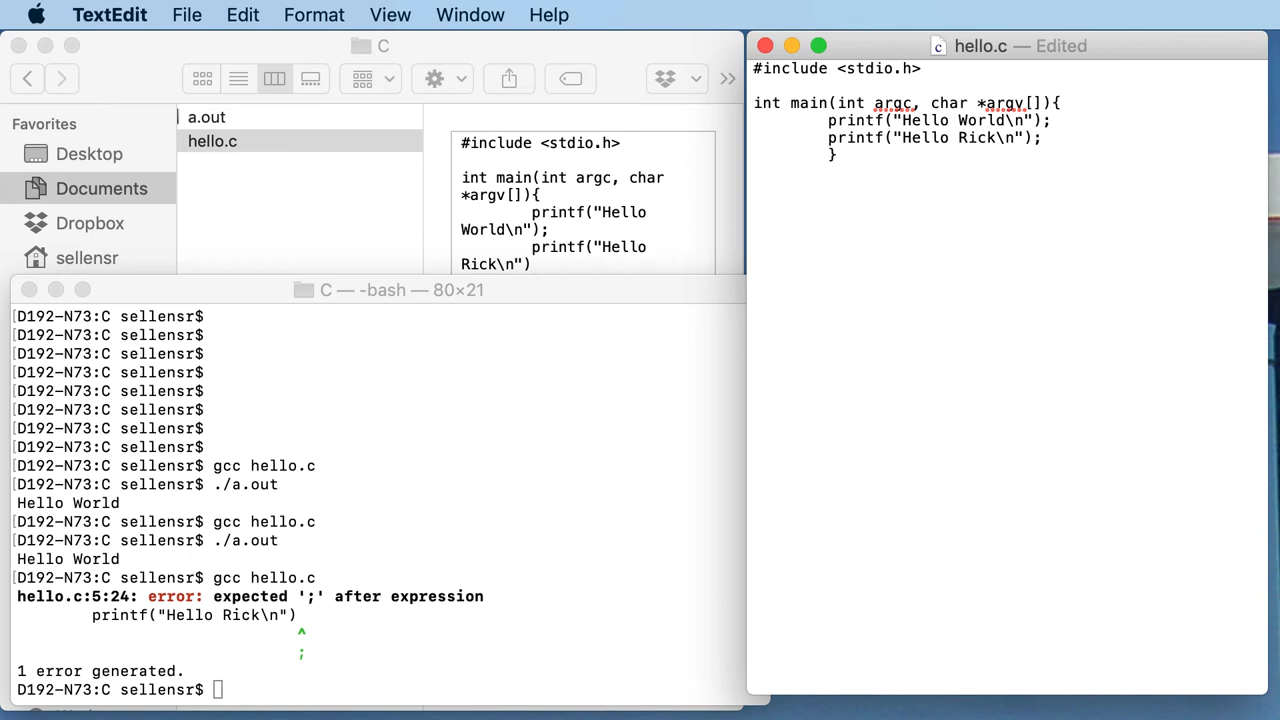 TextEdit File Edit Format View Window Help
C
Favorites
Desktop
Documents
Dropbox
sellensr
a.out
hello.c
#include <stdio.h>
int main(int argc, char
*argv[]){
printf("Hello
World\n");
printf("Hello
Rick\n")
hello.c — Edited
#include <stdio.h>
int main(int argc, char *argv[]){
printf("Hello World\n");
printf("Hello Rick\n");
}
C — -bash — 80×21
[D192-N73:C sellensr$
[D192-N73:C sellensr$
[D192-N73:C sellensr$
[D192-N73:C sellensr$
[D192-N73:C sellensr$
[D192-N73:C sellensr$
[D192-N73:C sellensr$
[D192-N73:C sellensr$
[D192-N73:C sellensr$ gcc hello.c
[D192-N73:C sellensr$ ./a.out
Hello World
[D192-N73:C sellensr$ gcc hello.c
[D192-N73:C sellensr$ ./a.out
Hello World
[D192-N73:C sellensr$ gcc hello.c
hello.c:5:24: error: expected ';' after expression
printf("Hello Rick\n")
^
;
1 error generated.
D192-N73:C sellensr$